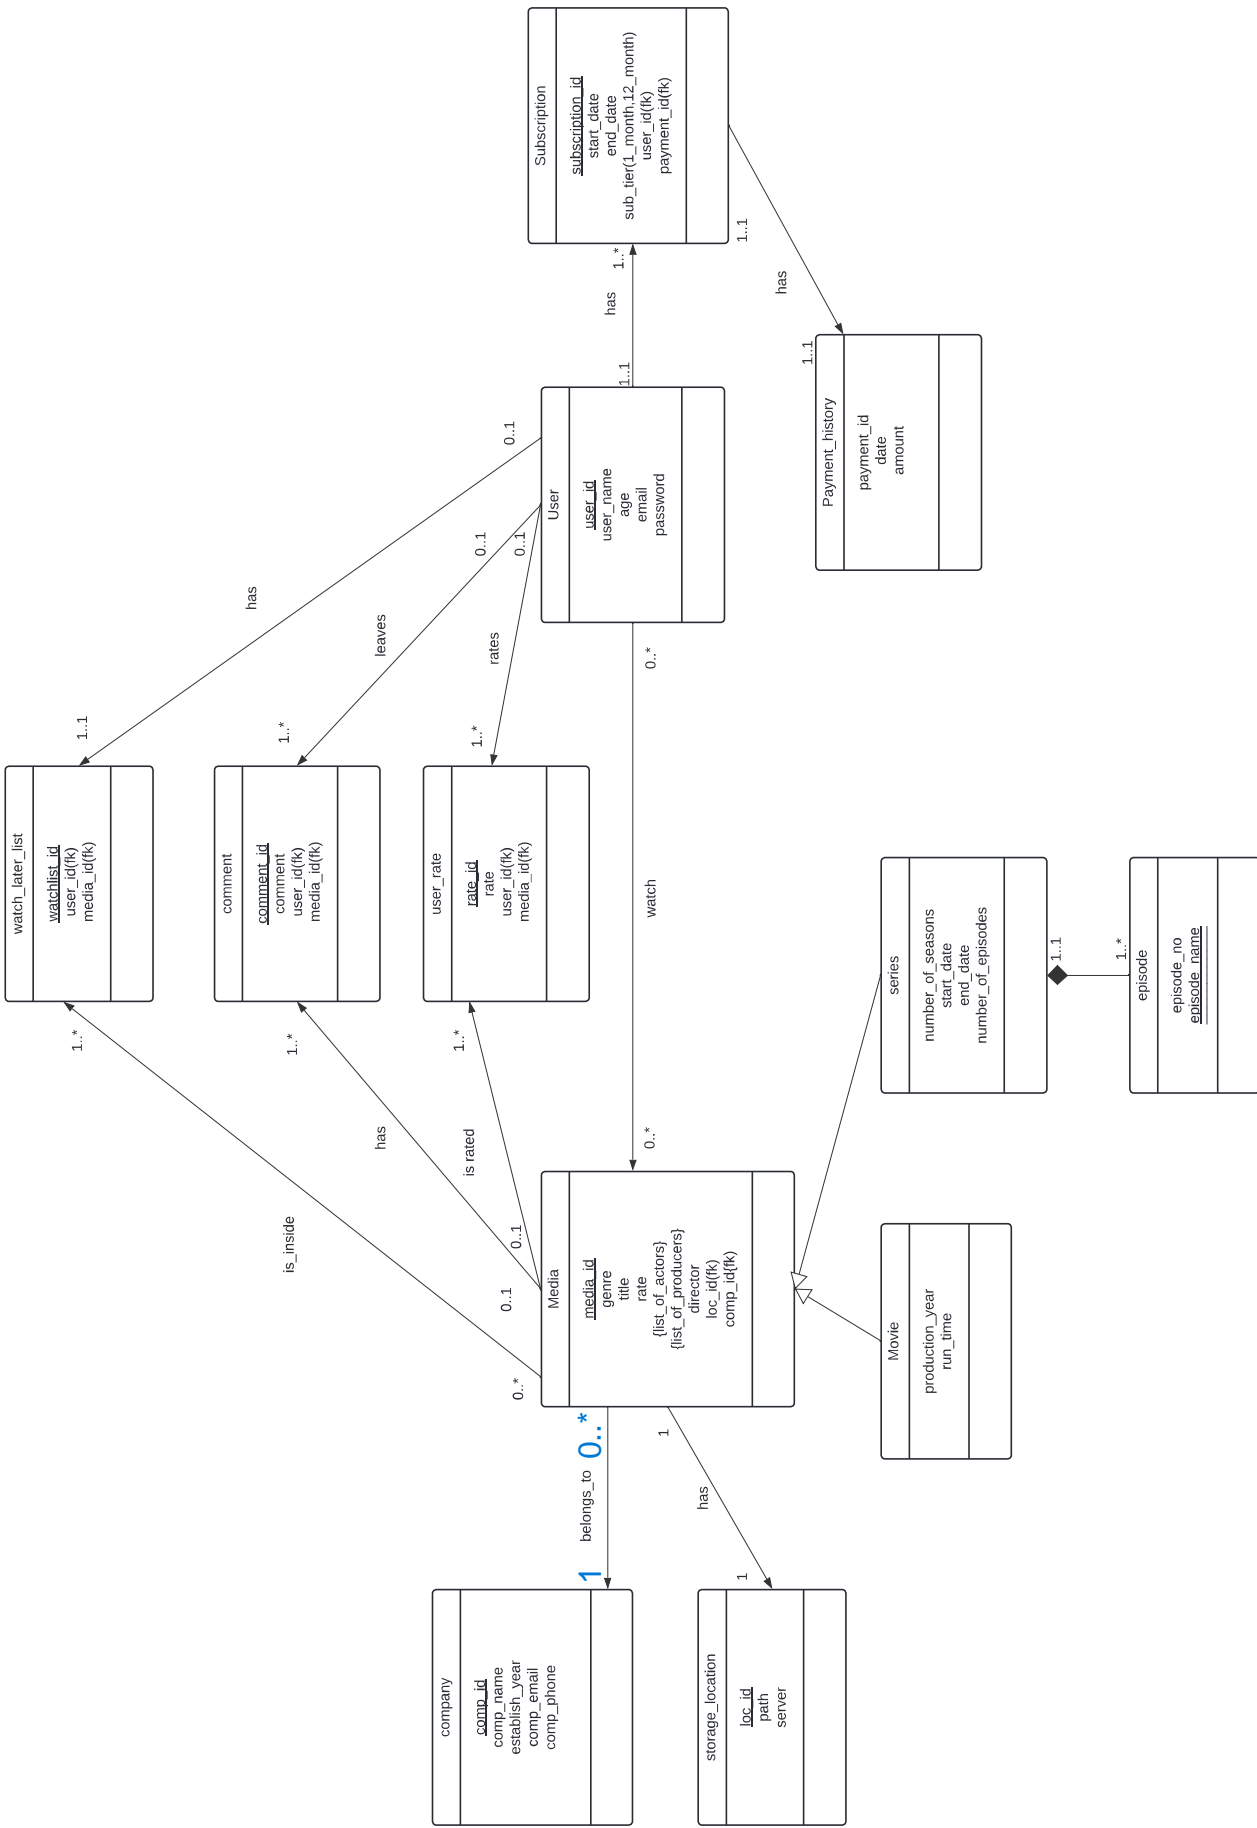 Subscription
subscription_id
start_date
end_date
sub_tier(1_month,12_month)
user_id(fk)
payment_id(fk)
1..*
has
1..1
1..1
has
1..1
Payment_history
payment_id
date
amount
User
user_id
user_name
age
email
password
0..1
has
1..1
0..1
leaves
1..*
0..1
rates
1..*
0..*
watch
0..*
watch_later_list
watchlist_id
user_id(fk)
media_id(fk)
comment
comment_id
comment
user_id(fk)
media_id(fk)
user_rate
rate_id
rate
user_id(fk)
media_id(fk)
series
number_of_seasons
start_date
end_date
number_of_episodes
1..1
1..*
episode
episode_no
episode_name
1..*
is_inside
0..*
1..*
has
0..1
1..*
is rated
0..1
Media
media_id
genre
title
rate
{list_of_actors}
{list_of_producers}
director
loc_id(fk)
comp_id{fk)
Movie
production_year
run_time
0..*
belongs_to
1
1
has
1
company
comp_id
comp_name
establish_year
comp_email
comp_phone
storage_location
loc_id
path
server